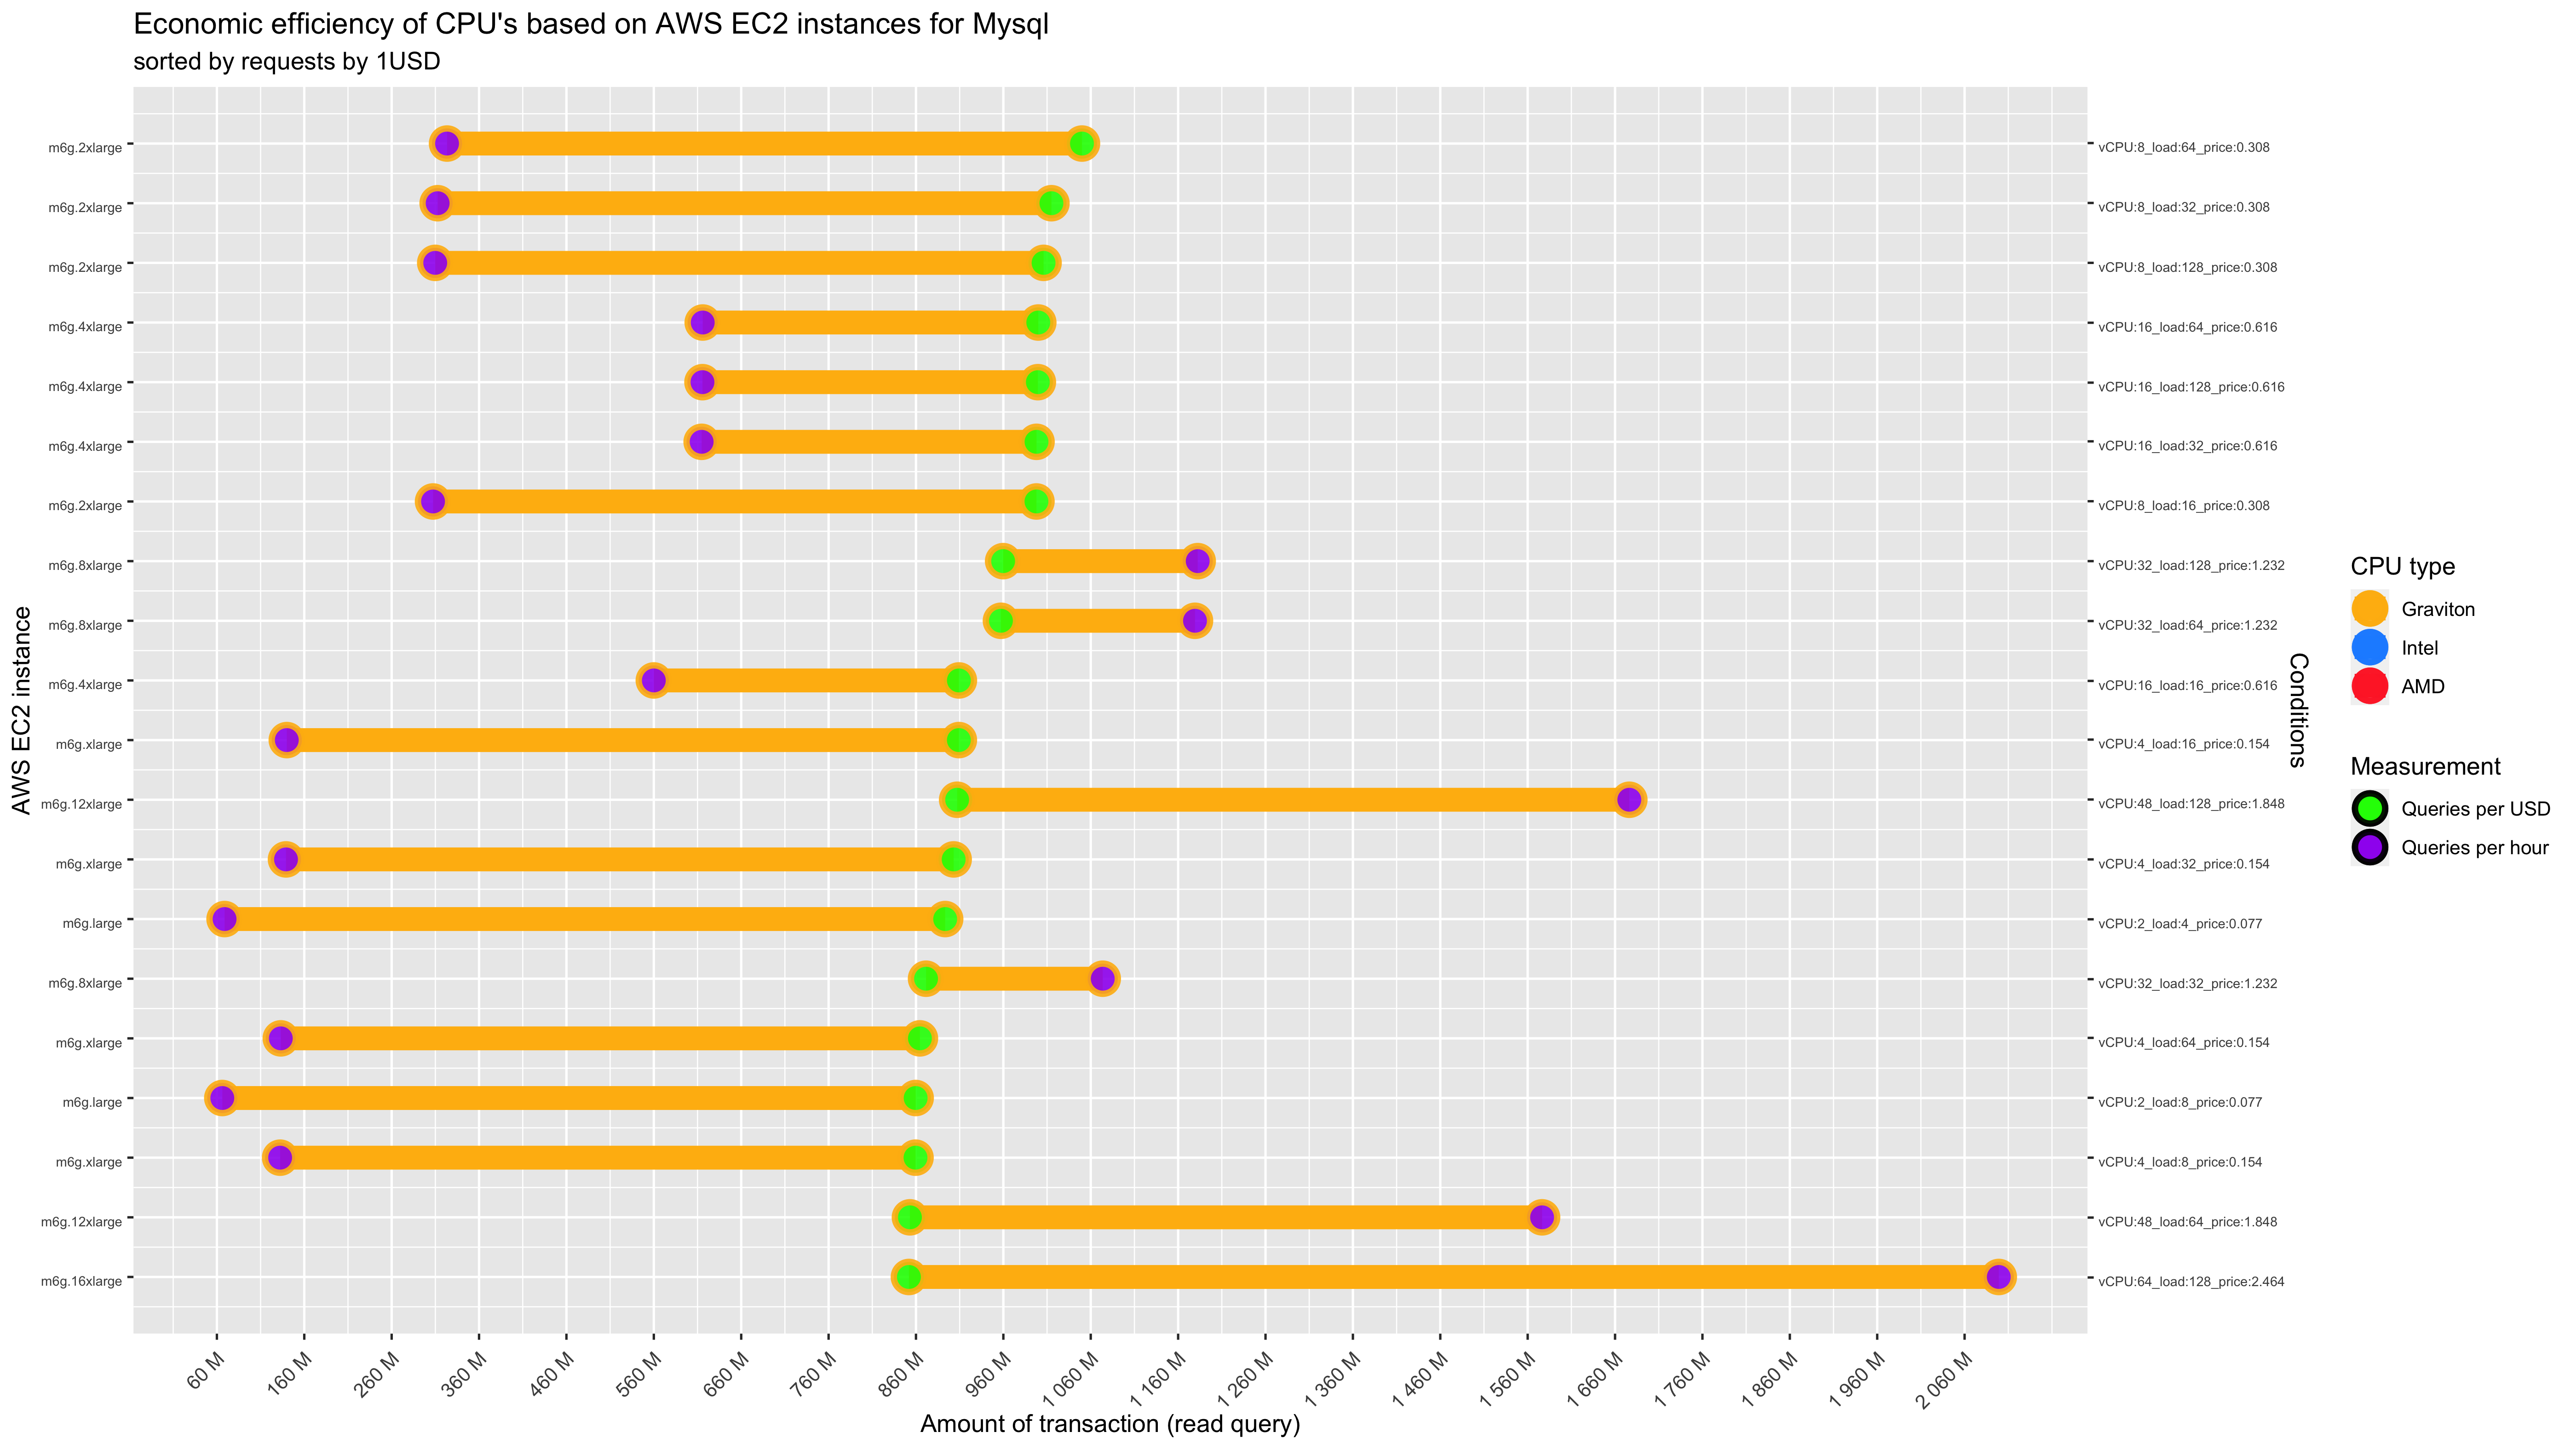 Economic efficiency of CPU's based on AWS EC2 instances for Mysql
sorted by requests by 1USD
AWS EC2 instance
m6g.2xlarge vCPU:8_load:64_price:0.308
m6g.2xlarge vCPU:8_load:32_price:0.308
m6g.2xlarge vCPU:8_load:128_price:0.308
m6g.4xlarge vCPU:16_load:64_price:0.616
m6g.4xlarge vCPU:16_load:128_price:0.616
m6g.4xlarge vCPU:16_load:32_price:0.616
m6g.2xlarge vCPU:8_load:16_price:0.308
m6g.8xlarge vCPU:32_load:128_price:1.232
m6g.8xlarge vCPU:32_load:64_price:1.232
m6g.4xlarge vCPU:16_load:16_price:0.616
m6g.xlarge vCPU:4_load:16_price:0.154
m6g.12xlarge vCPU:48_load:128_price:1.848
m6g.xlarge vCPU:4_load:32_price:0.154
m6g.large vCPU:2_load:4_price:0.077
m6g.8xlarge vCPU:32_load:32_price:1.232
m6g.xlarge vCPU:4_load:64_price:0.154
m6g.large vCPU:2_load:8_price:0.077
m6g.xlarge vCPU:4_load:8_price:0.154
m6g.12xlarge vCPU:48_load:64_price:1.848
m6g.16xlarge vCPU:64_load:128_price:2.464
60 M 160 M 260 M 360 M 460 M 560 M 660 M 760 M 860 M 960 M 1 060 M 1 160 M 1 260 M 1 360 M 1 460 M 1 560 M 1 660 M 1 760 M 1 860 M 1 960 M 2 060 M
Amount of transaction (read query)
Conditions
CPU type
Graviton
Intel
AMD
Measurement
Queries per USD
Queries per hour